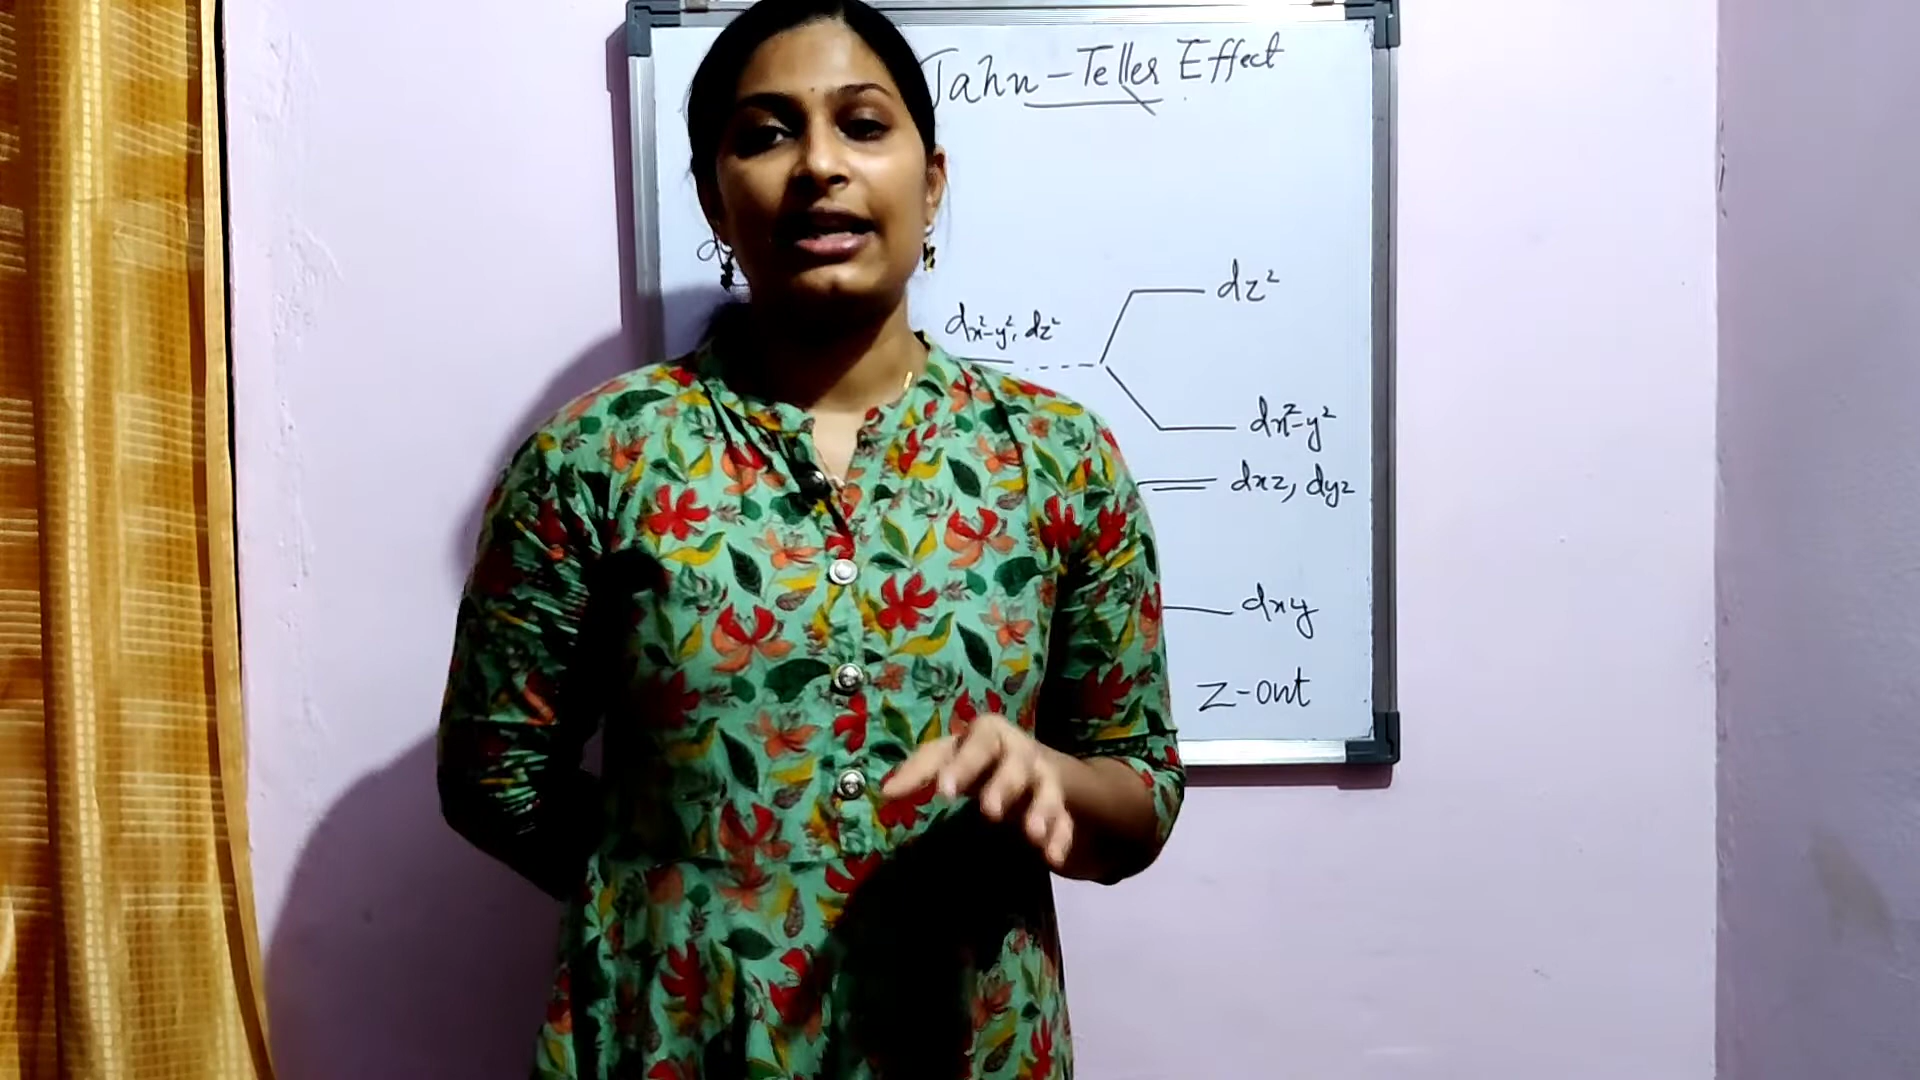 Jahn-Teller Effect
dz²
dx²-y², dz²
dx²-y²
dxz, dyz
dxy
z-out